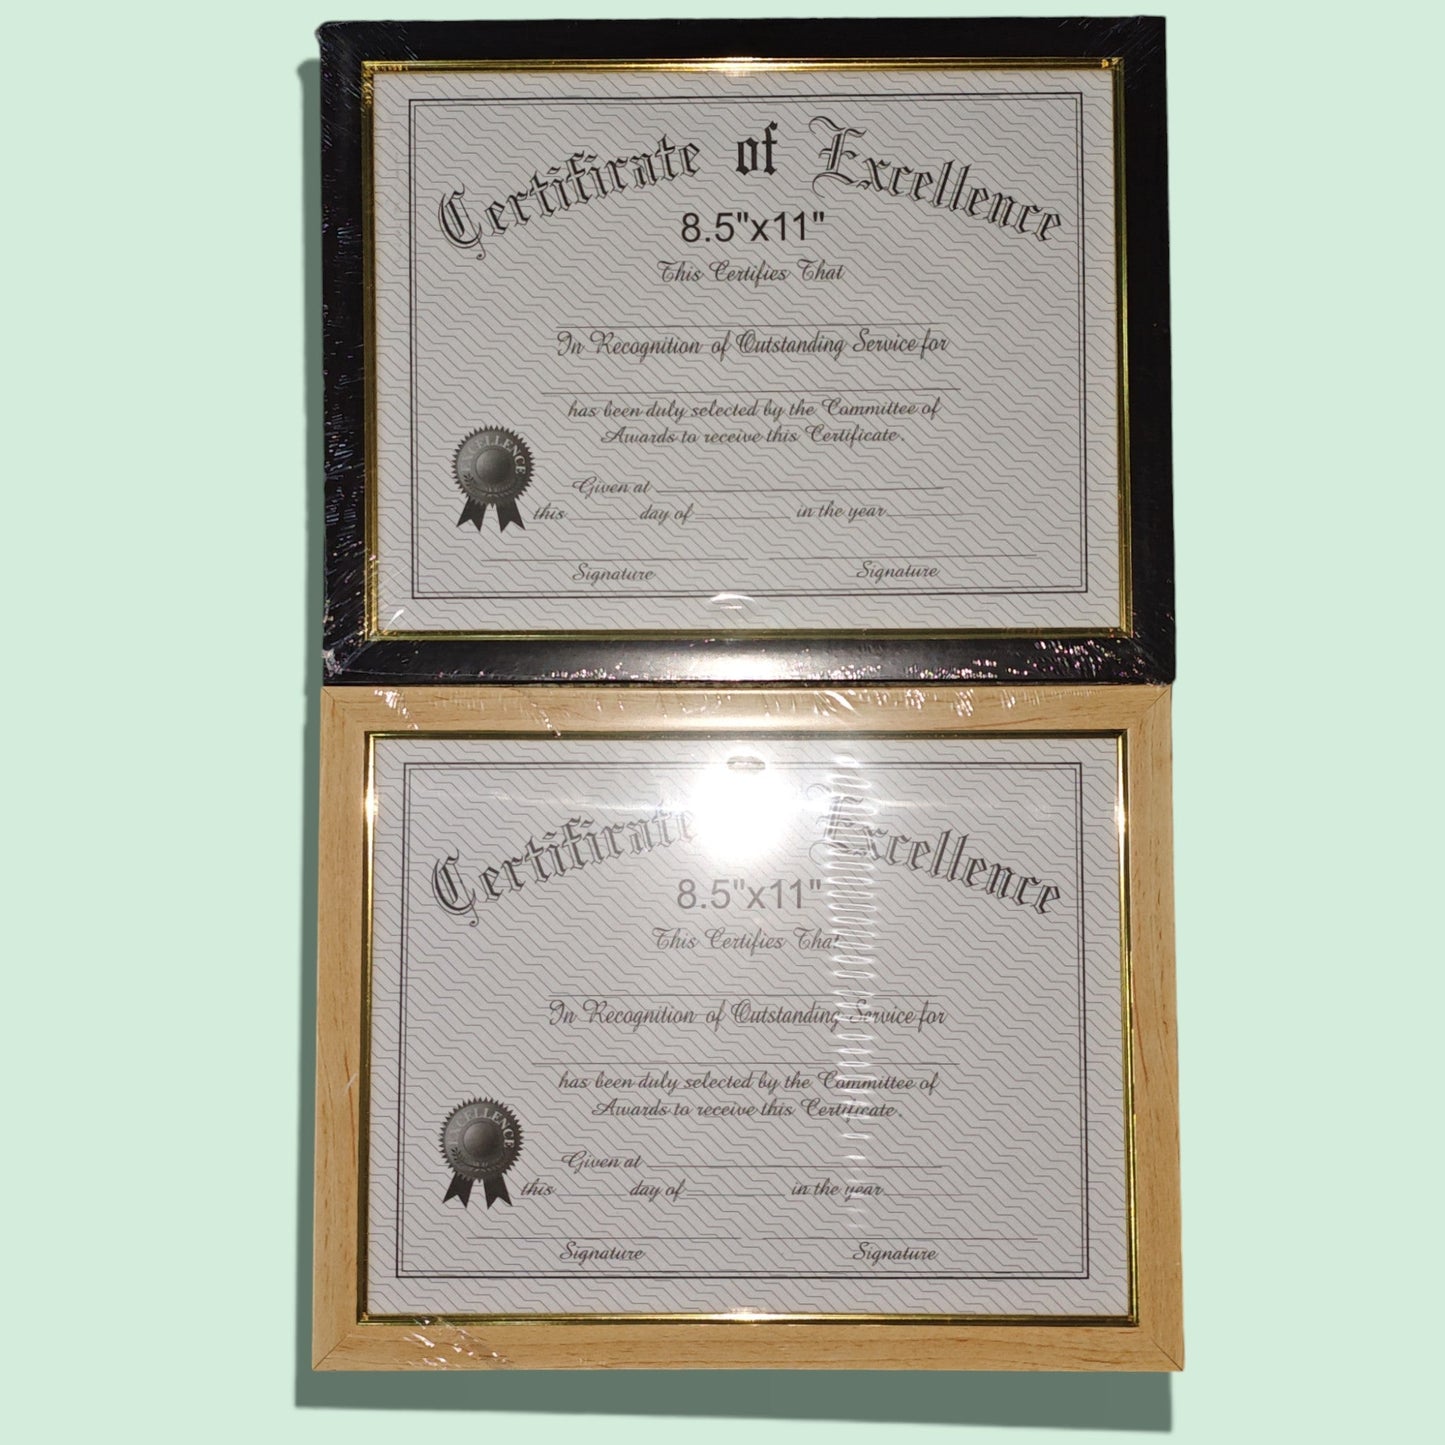 Certificate of Excellence
8.5"x11"
This Certifies That
In Recognition of Outstanding Service for
has been duly selected by the Committee of
Awards to receive this Certificate.
EXCELLENCE
Given at
this day of in the year
Signature Signature
Certificate Excellence
8.5"x11"
This Certifies That
In Recognition of Outstanding Service for
has been duly selected by the Committee of
Awards to receive this Certificate.
EXCELLENCE
Given at
this day of in the year
Signature Signature